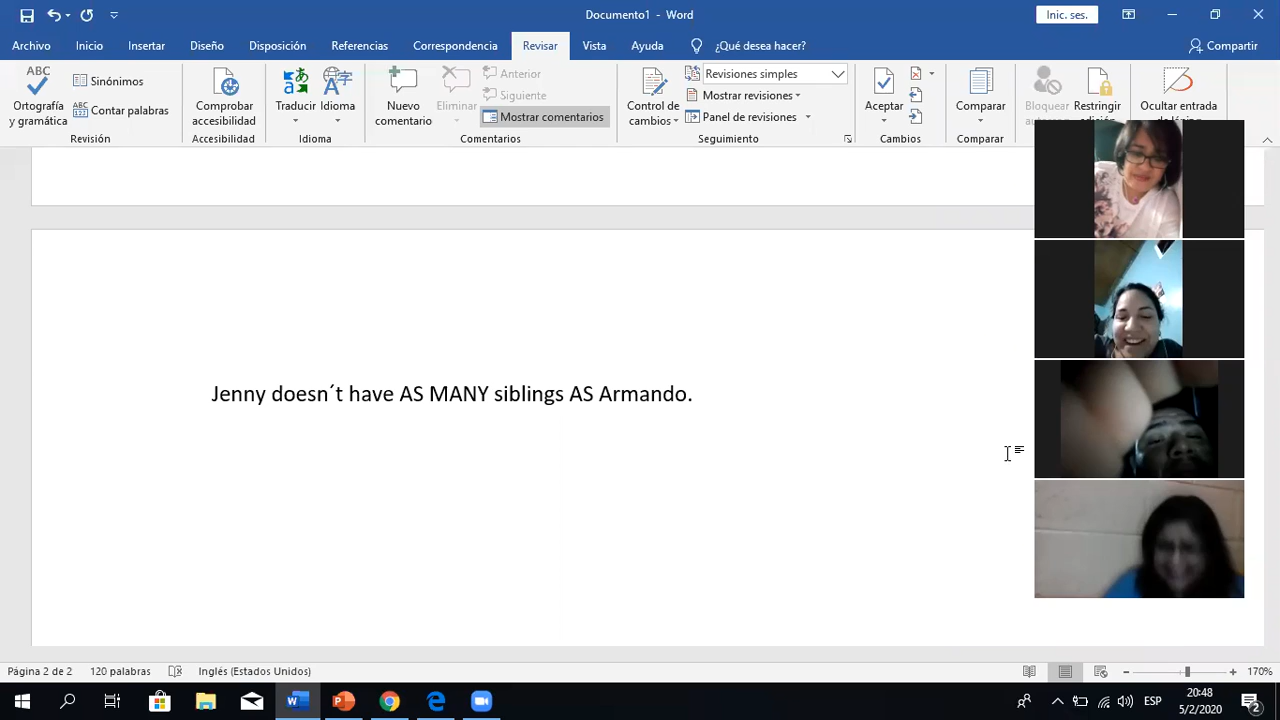 Documento1 - Word
Inic. ses.
Archivo Inicio Insertar Diseño Disposición Referencias Correspondencia Revisar Vista Ayuda ¿Qué desea hacer? Compartir
ABC
Ortografía
y gramática
Sinónimos
ABC
123
Contar palabras
Revisión
Comprobar
accesibilidad
Accesibilidad
Traducir Idioma
Idioma
Nuevo
comentario
Eliminar
Anterior
Siguiente
Mostrar comentarios
Comentarios
Control de
cambios
Revisiones simples
Mostrar revisiones
Panel de revisiones
Seguimiento
Aceptar
Cambios
Comparar
Comparar
Bloquear
Restringir
Ocultar entrada
Jenny doesn´t have AS MANY siblings AS Armando.
Página 2 de 2 120 palabras Inglés (Estados Unidos) 170%
ESP
20:48
5/2/2020
2